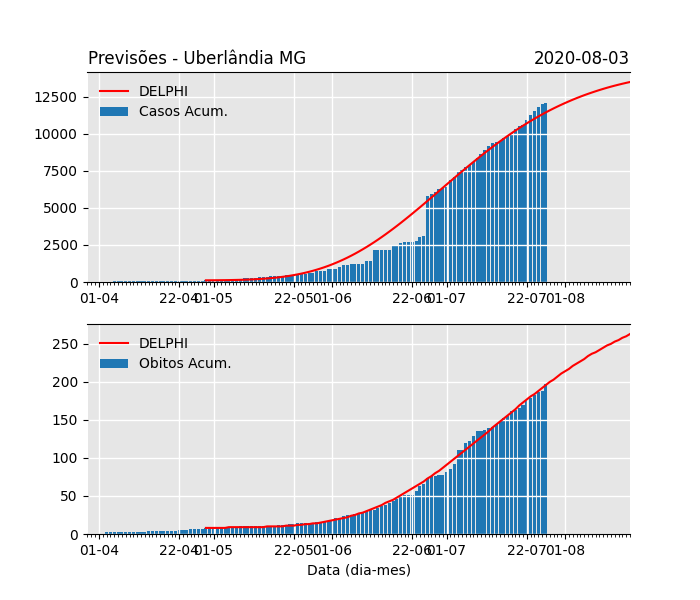 Previsões - Uberlândia MG 2020-08-03
DELPHI
Casos Acum.
12500
10000
7500
5000
2500
0
01-04 22-04 01-05 22-05 01-06 22-06 01-07 22-07 01-08
DELPHI
Obitos Acum.
250
200
150
100
50
0
01-04 22-04 01-05 22-05 01-06 22-06 01-07 22-07 01-08
Data (dia-mes)